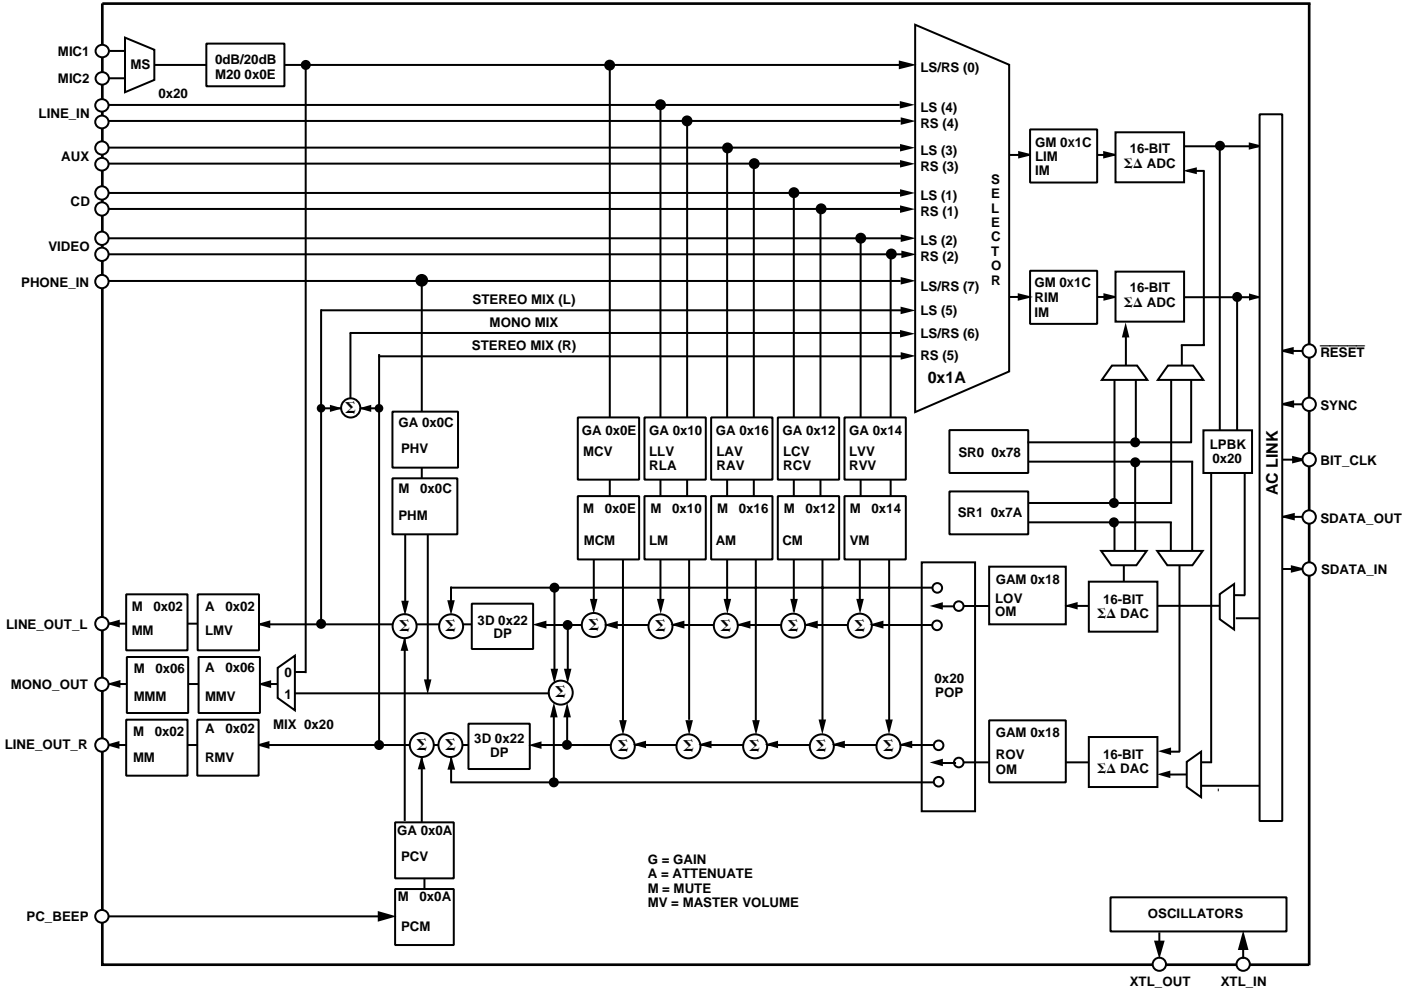 MIC1
MIC2
MS
0x20
0dB/20dB
M20 0x0E
LINE_IN
AUX
CD
VIDEO
PHONE_IN
LS/RS (0)
LS (4)
RS (4)
LS (3)
RS (3)
LS (1)
RS (1)
LS (2)
RS (2)
LS/RS (7)
LS (5)
LS/RS (6)
RS (5)
0x1A
SELECTOR
STEREO MIX (L)
MONO MIX
STEREO MIX (R)
GM 0x1C
LIM
IM
16-BIT
ΣΔ ADC
GM 0x1C
RIM
IM
16-BIT
ΣΔ ADC
RESET
SYNC
BIT_CLK
SDATA_OUT
SDATA_IN
AC LINK
LPBK
0x20
SR0 0x78
SR1 0x7A
Σ
GA 0x0C
PHV
M 0x0C
PHM
GA 0x0E
MCV
GA 0x10
LLV
RLA
GA 0x16
LAV
RAV
GA 0x12
LCV
RCV
GA 0x14
LVV
RVV
M 0x0E
MCM
M 0x10
LM
M 0x16
AM
M 0x12
CM
M 0x14
VM
GAM 0x18
LOV
OM
16-BIT
ΣΔ DAC
LINE_OUT_L
M 0x02
MM
A 0x02
LMV
Σ
Σ
3D 0x22
DP
Σ
Σ
Σ
Σ
Σ
MONO_OUT
M 0x06
MMM
A 0x06
MMV
0
1
MIX 0x20
Σ
0x20
POP
LINE_OUT_R
M 0x02
MM
A 0x02
RMV
Σ
Σ
3D 0x22
DP
Σ
Σ
Σ
Σ
Σ
GAM 0x18
ROV
OM
16-BIT
ΣΔ DAC
GA 0x0A
PCV
M 0x0A
PCM
PC_BEEP
G = GAIN
A = ATTENUATE
M = MUTE
MV = MASTER VOLUME
OSCILLATORS
XTL_OUT
XTL_IN